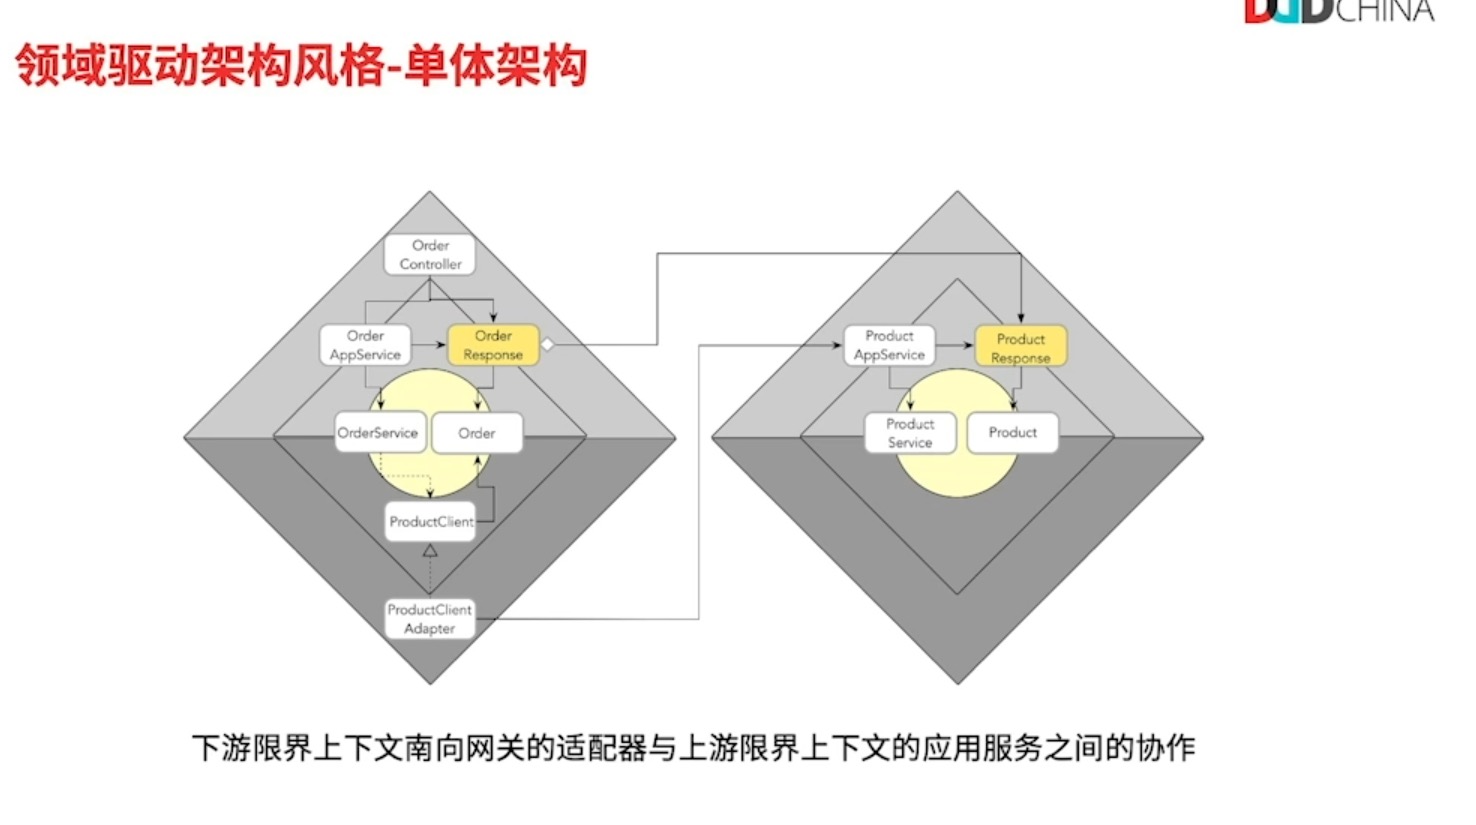 DDDCHINA
领域驱动架构风格-单体架构
Order
Controller
Order
AppService
Order
Response
OrderService
Order
ProductClient
ProductClient
Adapter
Product
AppService
Product
Response
Product
Service
Product
下游限界上下文南向网关的适配器与上游限界上下文的应用服务之间的协作